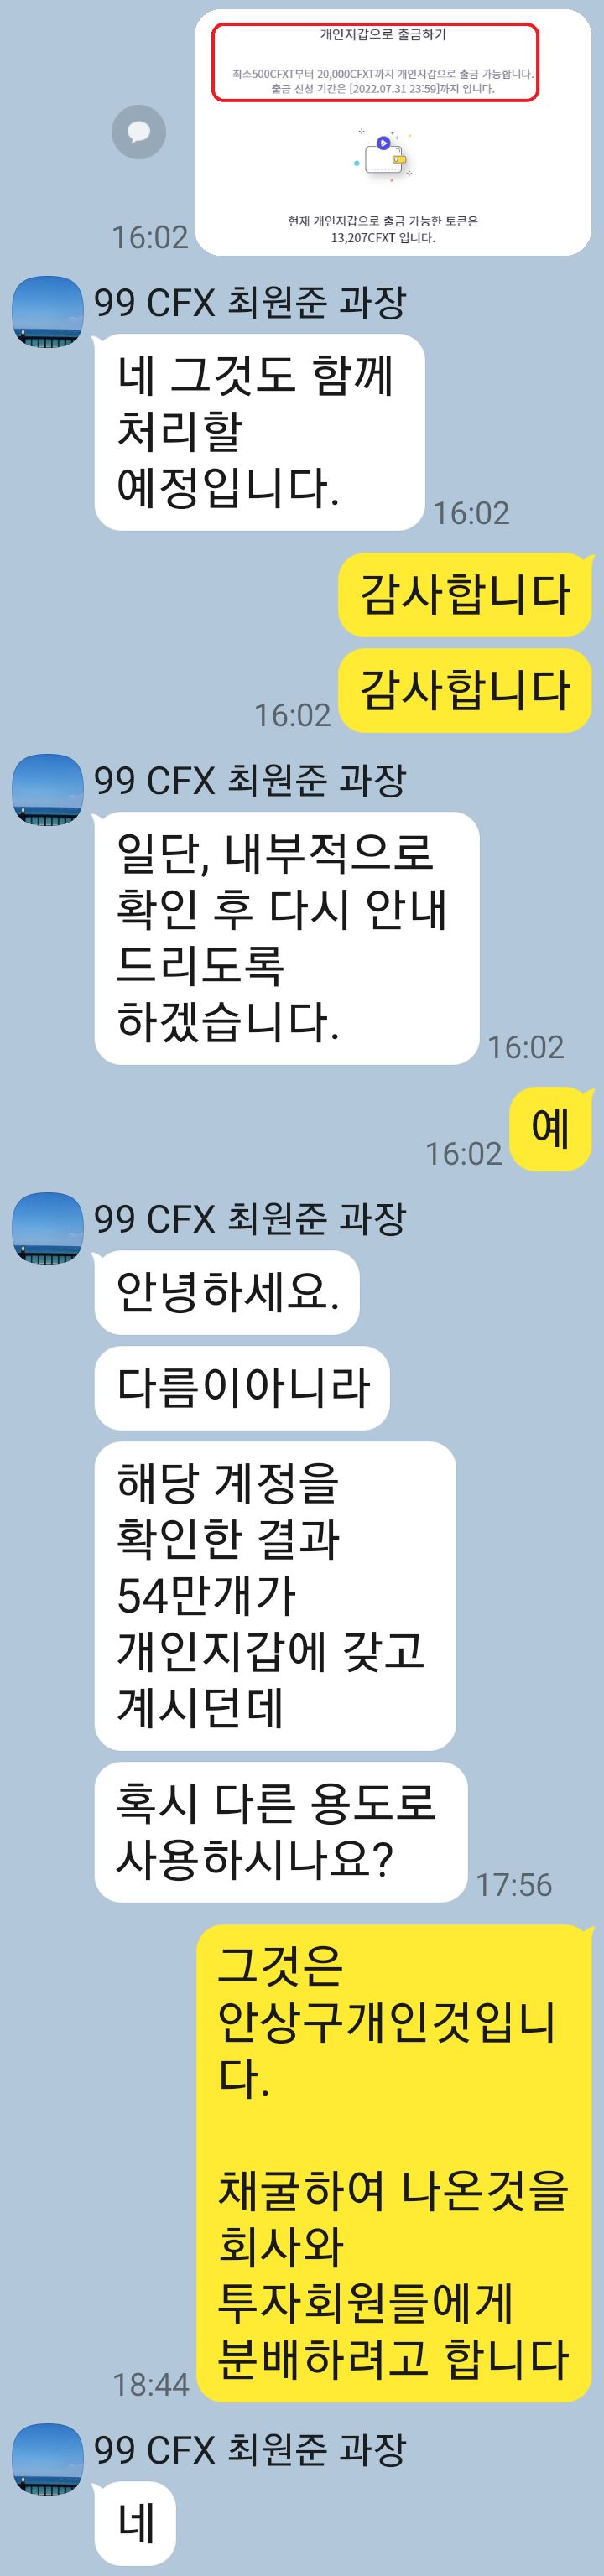 개인지갑으로 출금하기
최소500CFXT부터 20,000CFXT까지 개인지갑으로 출금 가능합니다.
출금 신청 기간은 [2022.07.31 23:59]까지 입니다.
현재 개인지갑으로 출금 가능한 토큰은
13,207CFXT 입니다.
16:02
99 CFX 최원준 과장
네 그것도 함께
처리할
예정입니다.
16:02
감사합니다
감사합니다
16:02
99 CFX 최원준 과장
일단, 내부적으로
확인 후 다시 안내
드리도록
하겠습니다.
16:02
예
16:02
99 CFX 최원준 과장
안녕하세요.
다름이아니라
해당 계정을
확인한 결과
54만개가
개인지갑에 갖고
계시던데
혹시 다른 용도로
사용하시나요?
17:56
그것은
안상구개인것입니
다.
채굴하여 나온것을
회사와
투자회원들에게
분배하려고 합니다
18:44
99 CFX 최원준 과장
네